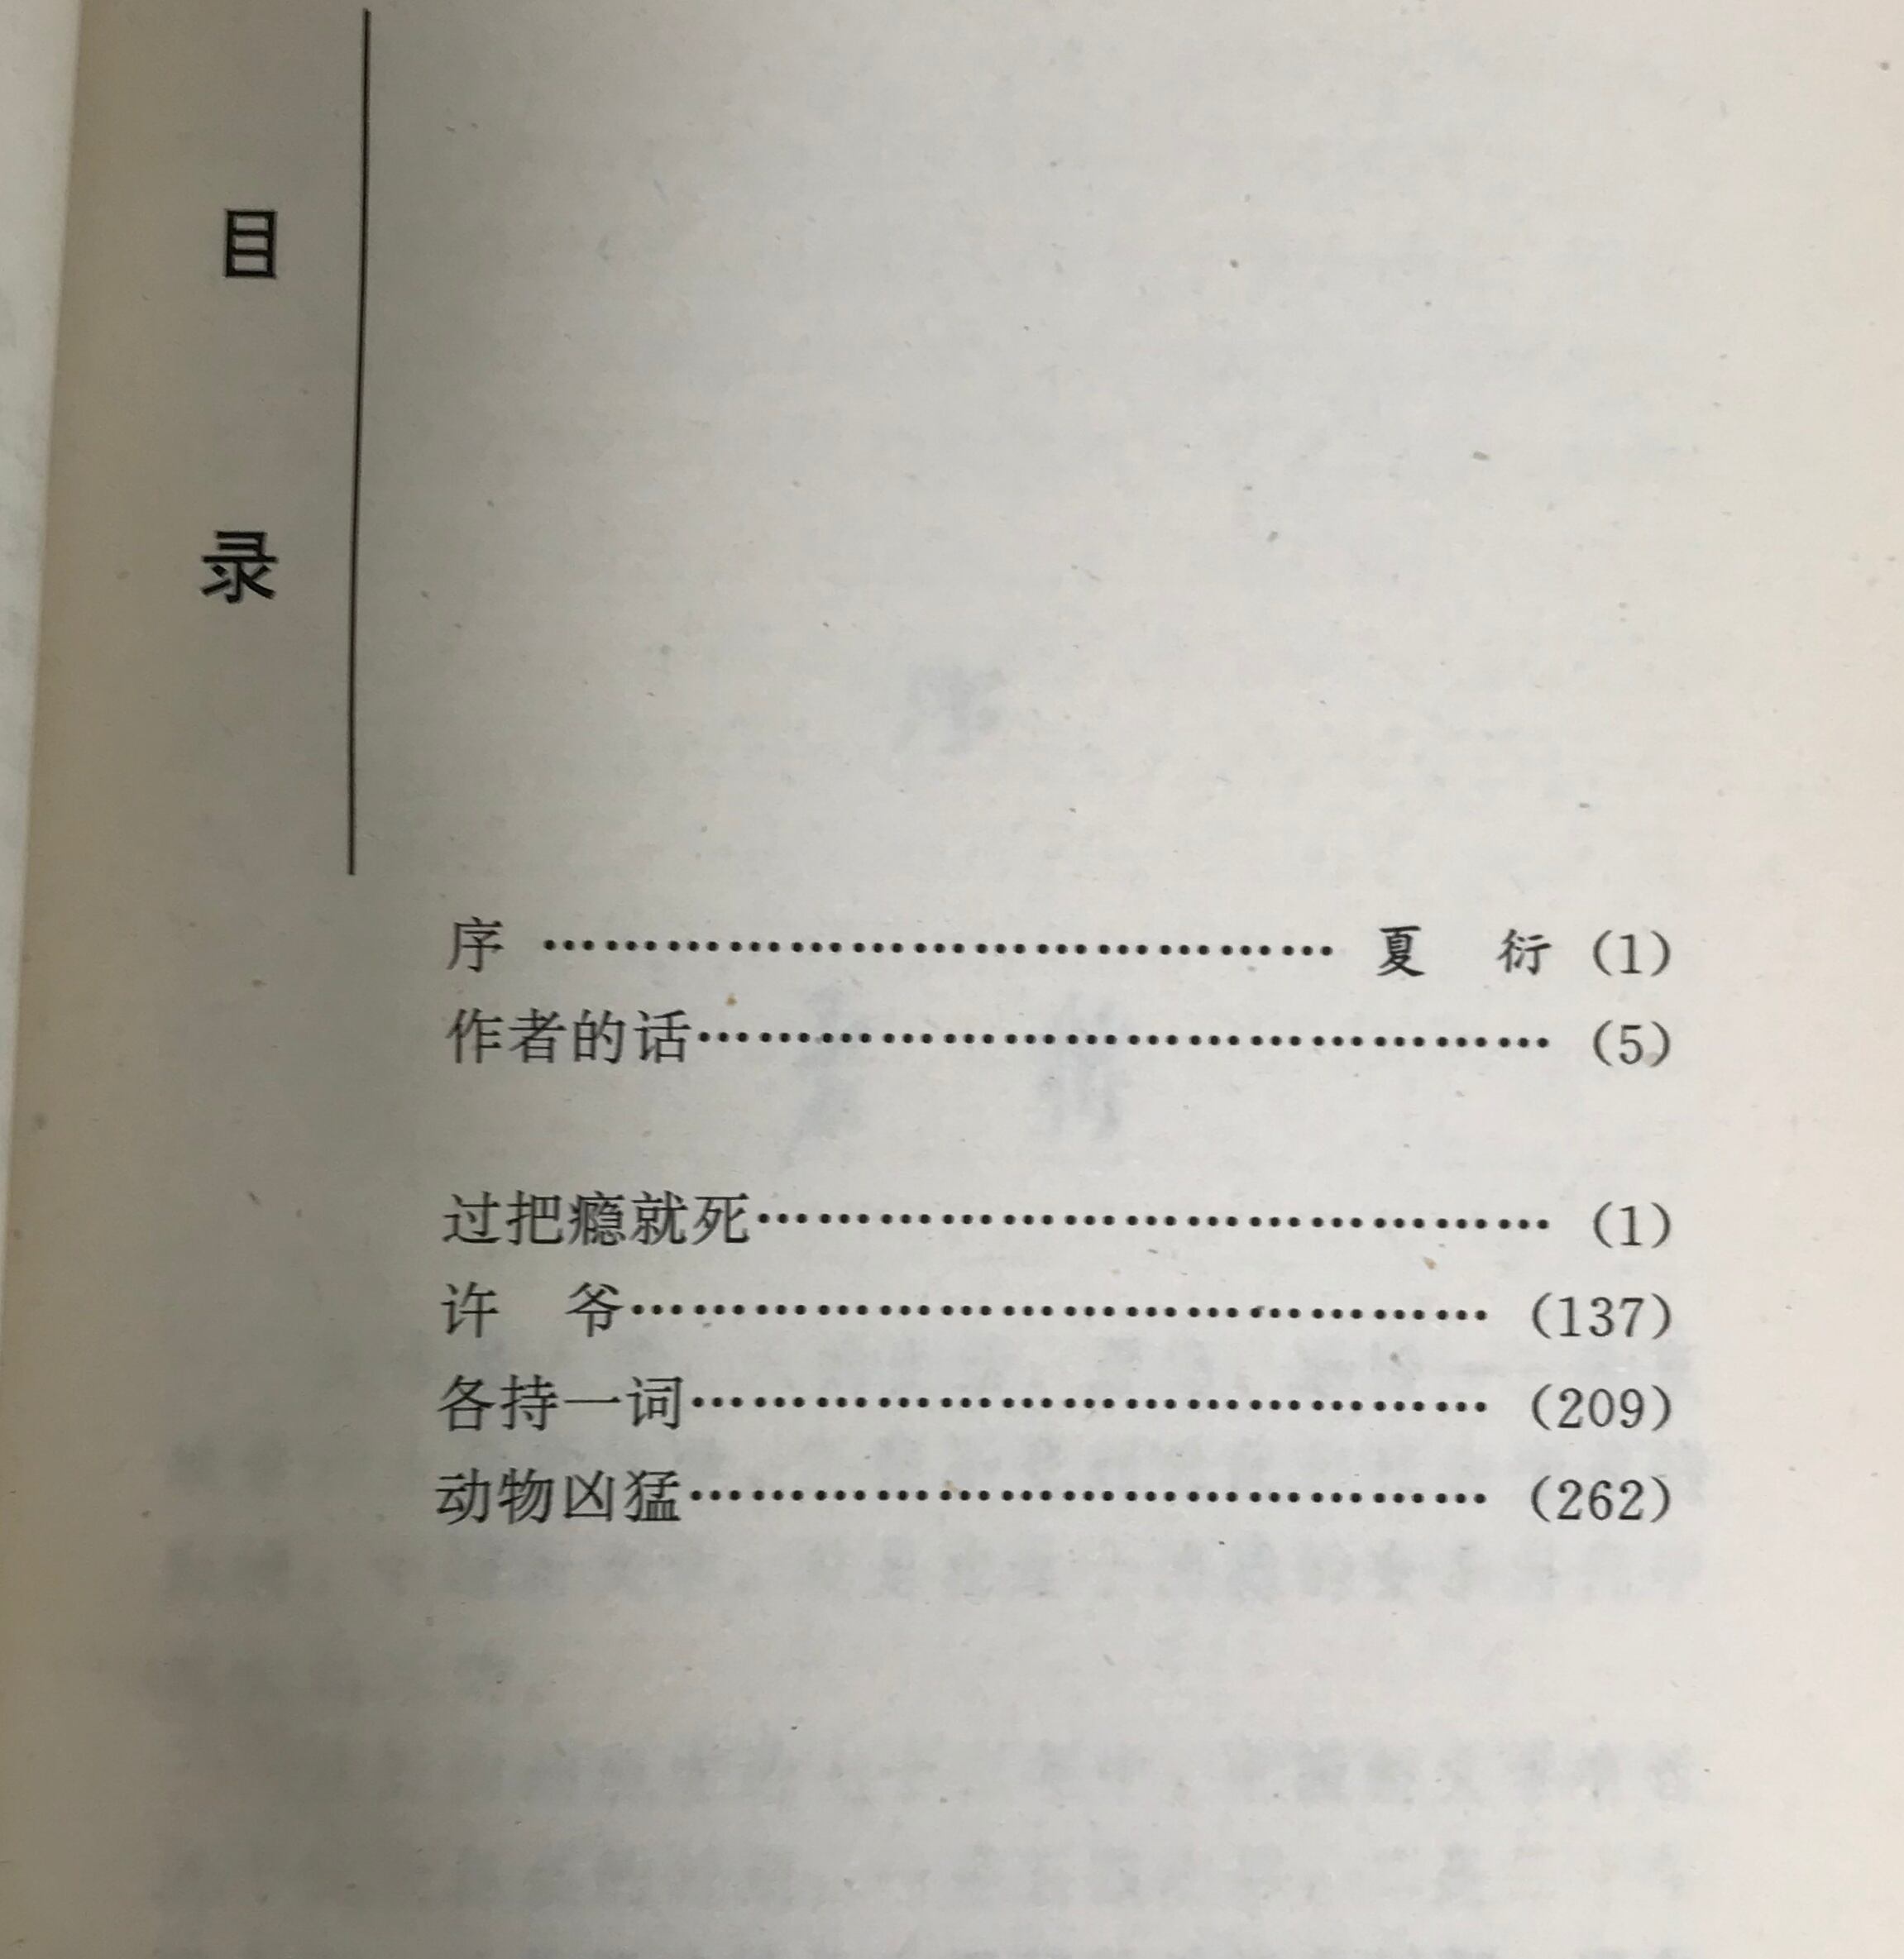 目录
序 …………………………………… 夏 衍 (1)
作者的话…………………………………… (5)
过把瘾就死…………………………………… (1)
许 爷…………………………………… (137)
各持一词…………………………………… (209)
动物凶猛…………………………………… (262)